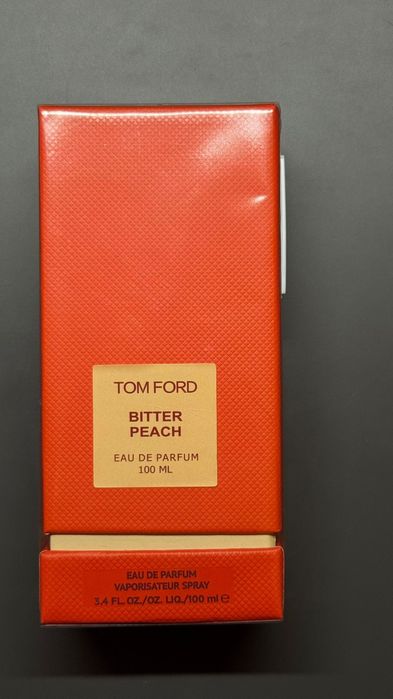 TOM FORD
BITTER
PEACH
EAU DE PARFUM
100 ML
EAU DE PARFUM
VAPORISATEUR SPRAY
3.4 FL. OZ./OZ. LIQ./100 ml ℮